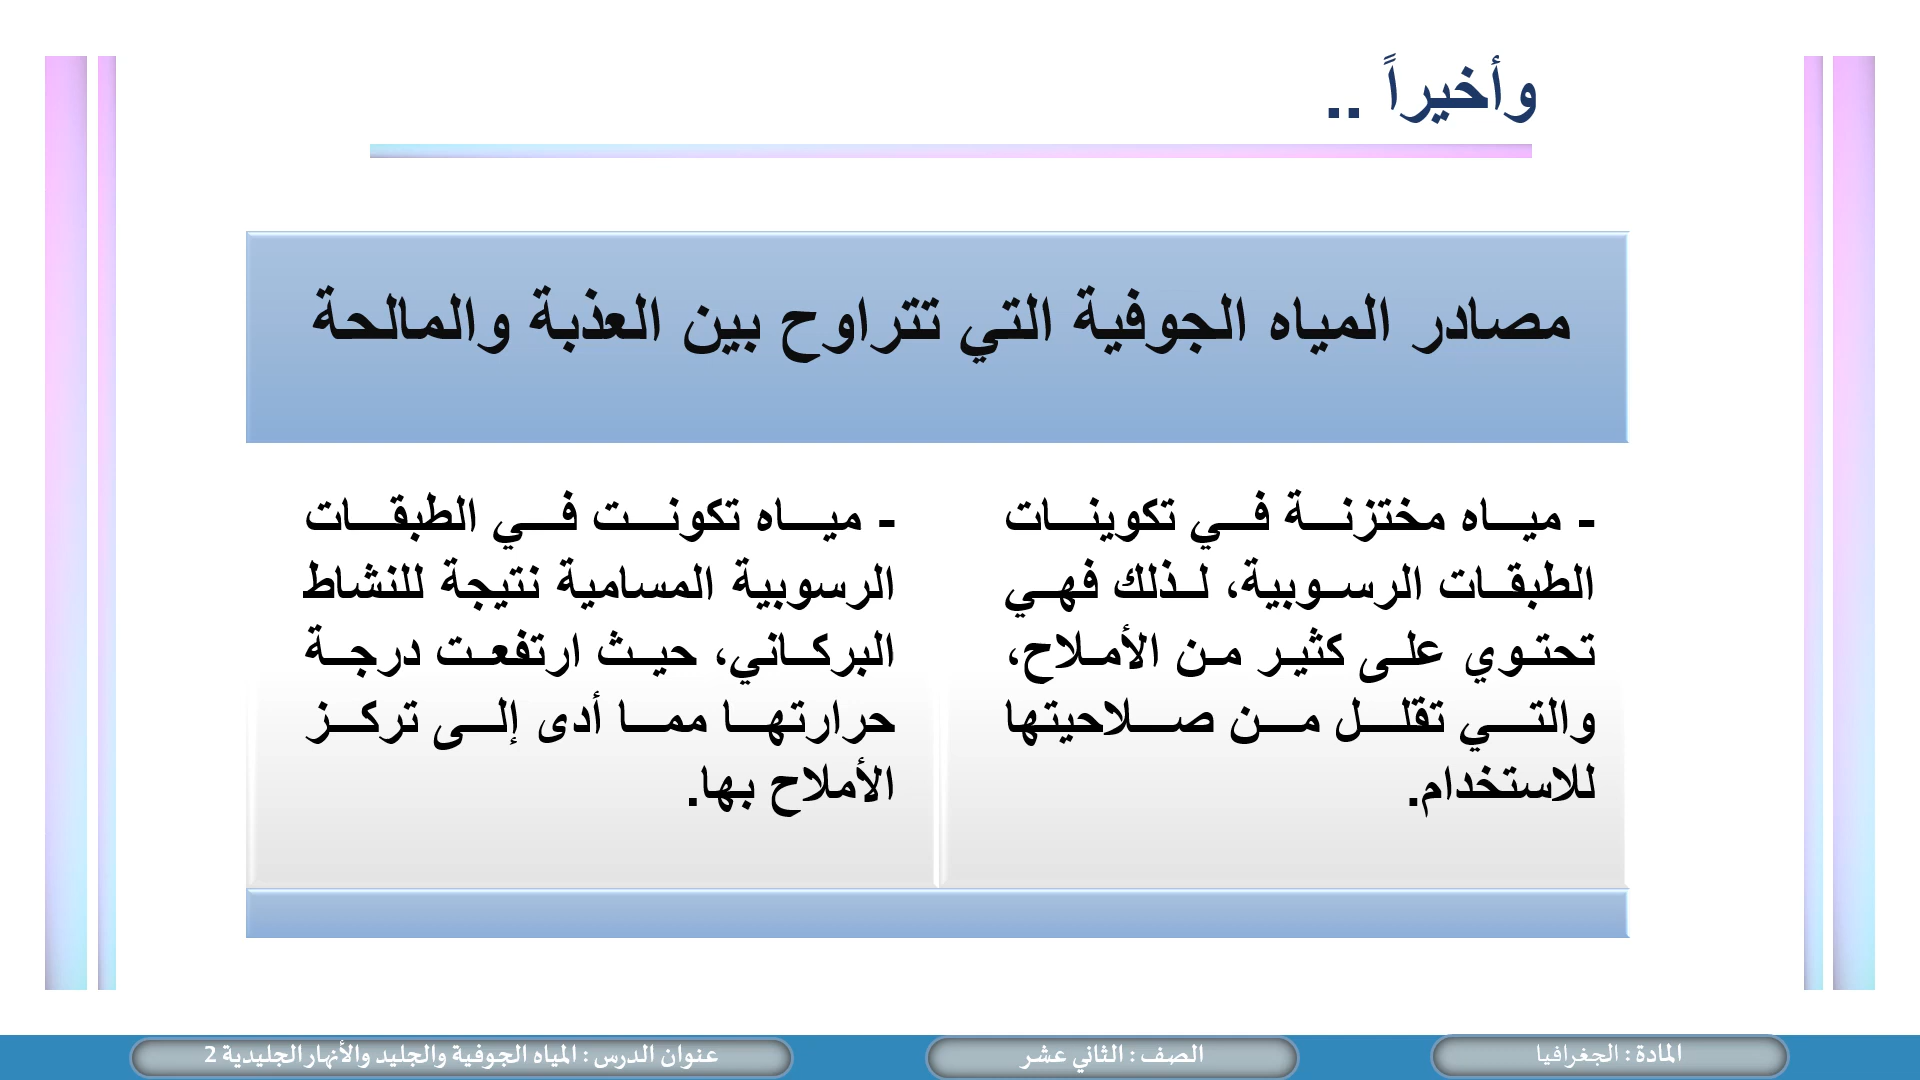 وأخيراً ..
مصادر المياه الجوفية التي تتراوح بين العذبة والمالحة
- مياه مختزنة في تكوينات
الطبقات الرسوبية، لذلك فهي
تحتوي على كثير من الأملاح،
والتي تقلل من صلاحيتها
للاستخدام.
- مياه تكونت في الطبقات
الرسوبية المسامية نتيجة للنشاط
البركاني، حيث ارتفعت درجة
حرارتها مما أدى إلى تركز
الأملاح بها.
المادة : الجغرافيا
الصف : الثاني عشر
عنوان الدرس : المياه الجوفية والجليد والأنهار الجليدية 2